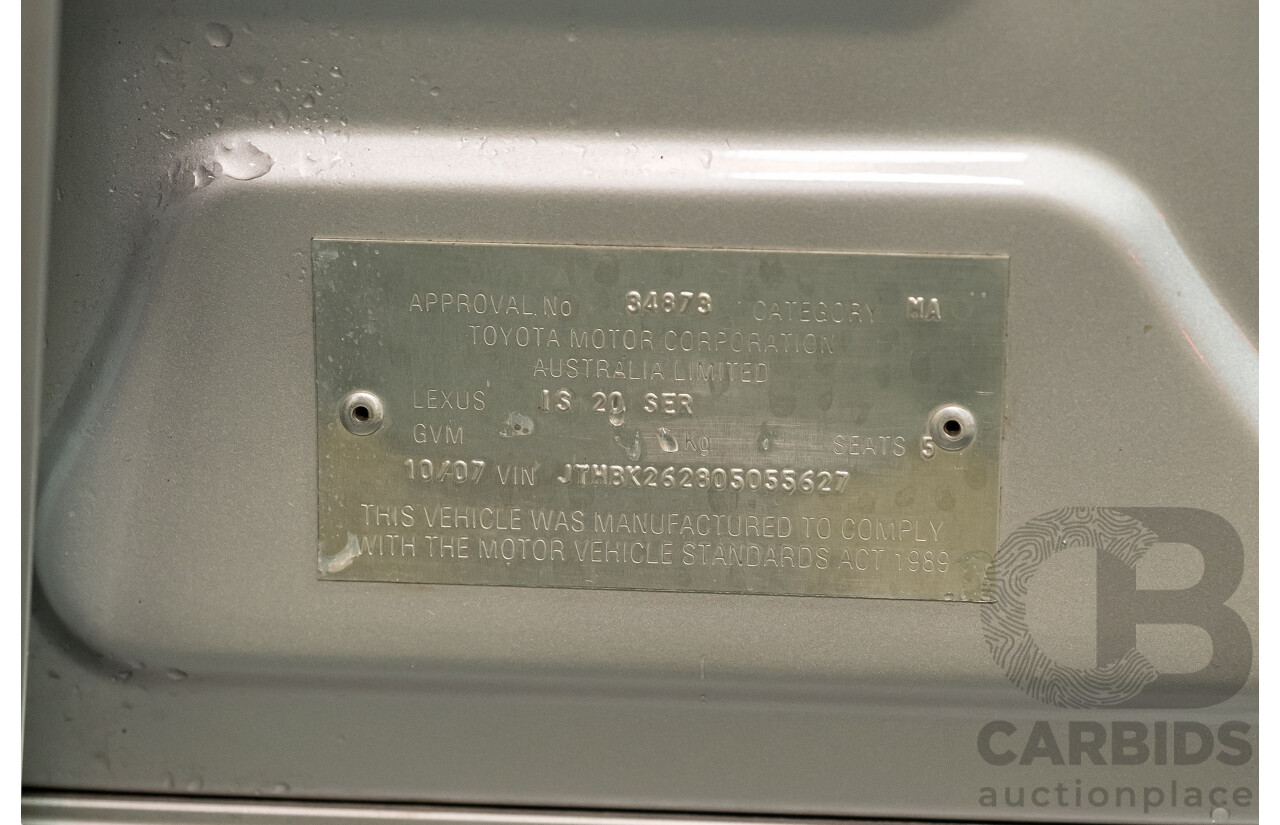 APPROVAL No 34873 CATEGORY MA
TOYOTA MOTOR CORPORATION
AUSTRALIA LIMITED
LEXUS IS 20 SER
GVM Kg SEATS 5
10/07 VIN JTHBK262805055627
THIS VEHICLE WAS MANUFACTURED TO COMPLY
WITH THE MOTOR VEHICLE STANDARDS ACT 1989
CB
CARBIDS
auctionplace